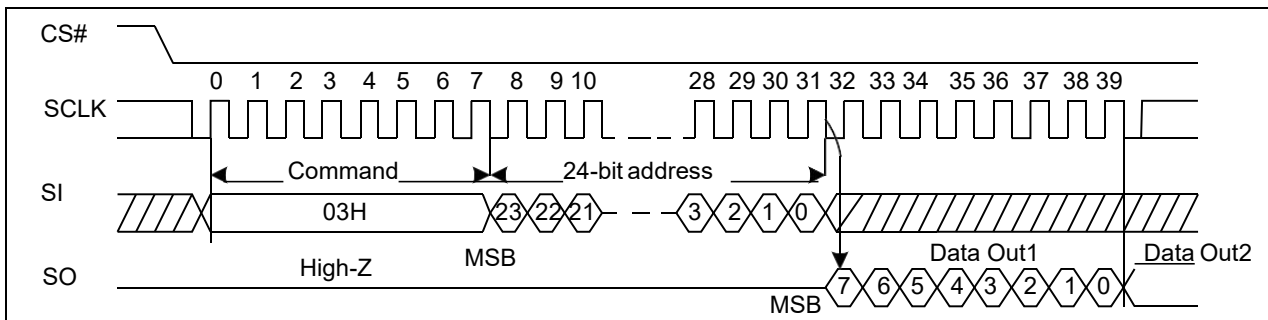 CS#
0 1 2 3 4 5 6 7 8 9 10 28 29 30 31 32 33 34 35 36 37 38 39
SCLK
Command 24-bit address
SI
03H 23 22 21 3 2 1 0
MSB
High-Z
Data Out1 Data Out2
SO
MSB 7 6 5 4 3 2 1 0